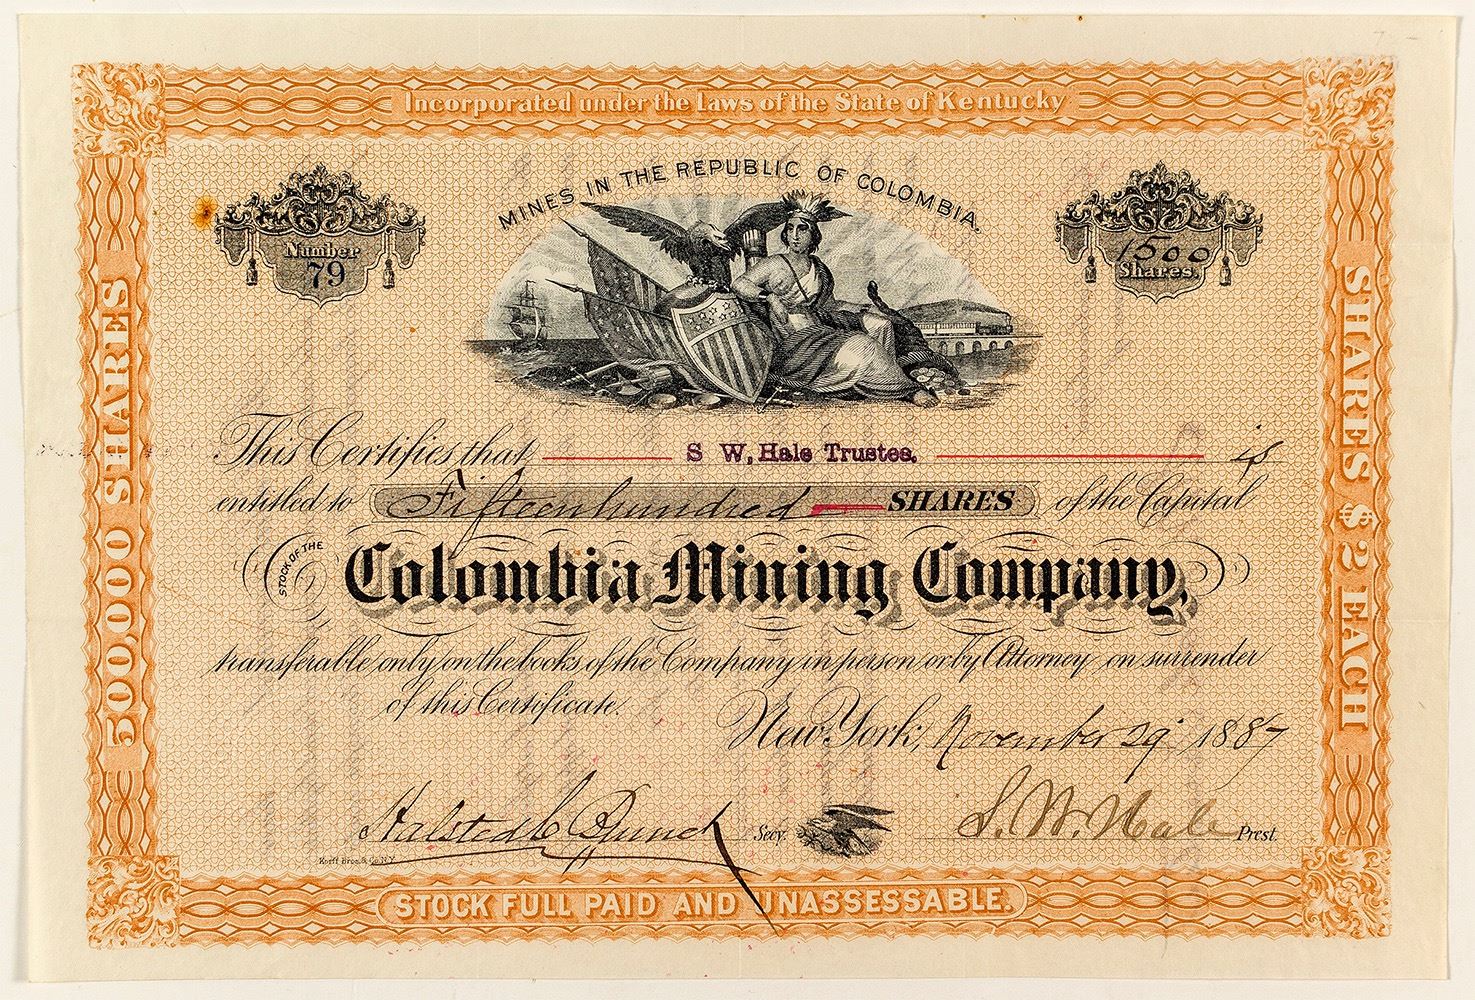 Incorporated under the Laws of the State of Kentucky
MINES IN THE REPUBLIC OF COLOMBIA.
Number
79
1500
Shares.
500,000 SHARES
SHARES $2 EACH
This Certifies that S W, Hale Trustee. is
entitled to Fifteen hundred SHARES of the Capital
STOCK OF THE
Colombia Mining Company,
transferable only on the books of the Company in person or by Attorney on surrender
of this Certificate.
New York, November 29 1887
Halsted Secy.
S. W. Hale Prest.
Korff Bros. & Co. N.Y.
STOCK FULL PAID AND UNASSESSABLE.